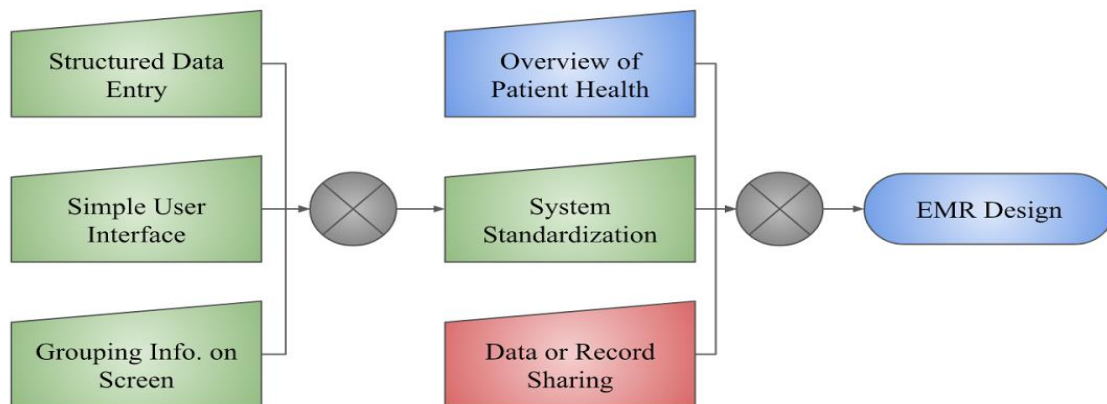 Structured Data
Entry
Simple User
Interface
Grouping Info. on
Screen
Overview of
Patient Health
System
Standardization
Data or Record
Sharing
EMR Design